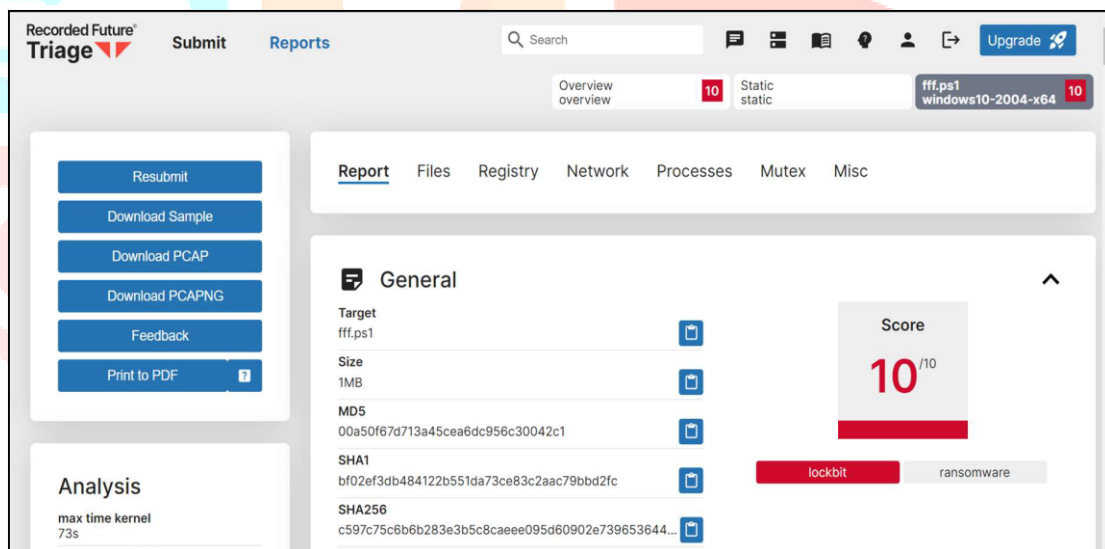 Recorded Future®
Triage
Submit
Reports
Search
Upgrade
Overview
overview
10
Static
static
fff.ps1
windows10-2004-x64
10
Resubmit
Download Sample
Download PCAP
Download PCAPNG
Feedback
Print to PDF ?
Report Files Registry Network Processes Mutex Misc
General
Target
fff.ps1
Size
1MB
MD5
00a50f67d713a45cea6dc956c30042c1
SHA1
bf02ef3db484122b551da73ce83c2aac79bbd2fc
SHA256
c597c75c6b6b283e3b5c8caeee095d60902e739653644...
Score
10/10
lockbit
ransomware
Analysis
max time kernel
73s